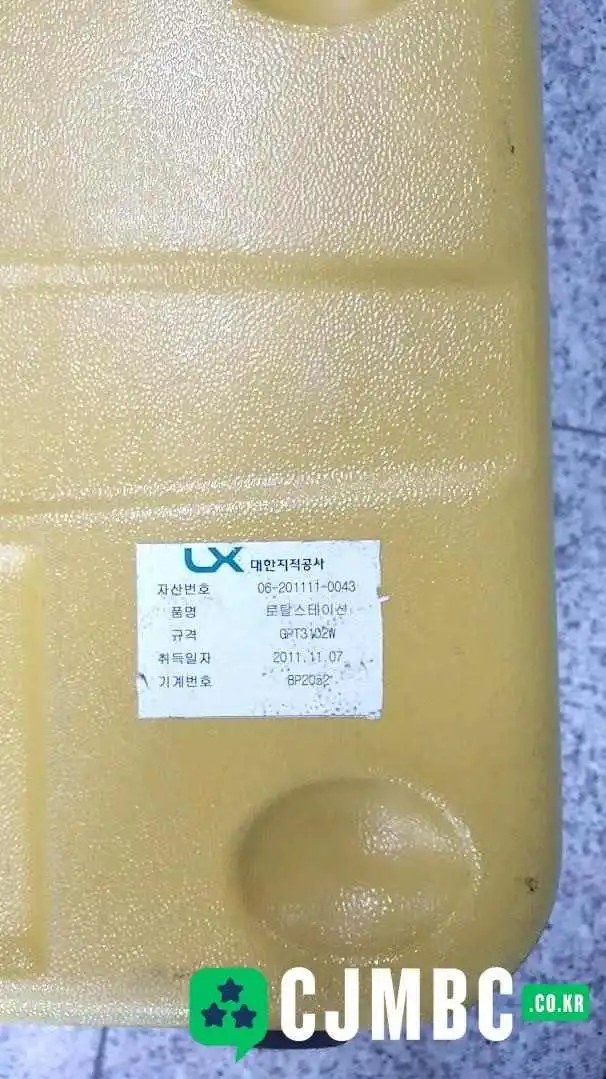 LX 대한지적공사
자산번호 06-201111-0043
품명 로탈스테이션
규격 GPT3102W
취득일자 2011.11.07
기계번호
CJMBC.CO.KR